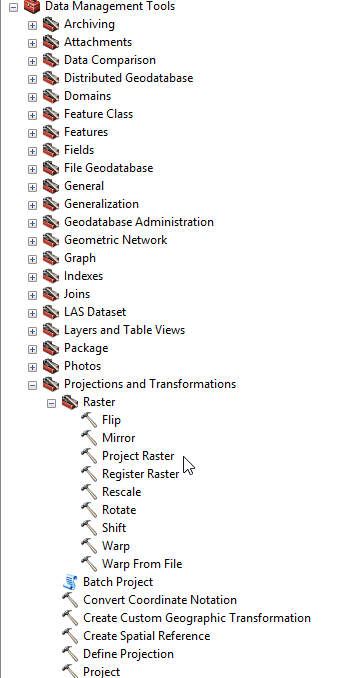 Data Management Tools
Archiving
Attachments
Data Comparison
Distributed Geodatabase
Domains
Feature Class
Features
Fields
File Geodatabase
General
Generalization
Geodatabase Administration
Geometric Network
Graph
Indexes
Joins
LAS Dataset
Layers and Table Views
Package
Photos
Projections and Transformations
Raster
Flip
Mirror
Project Raster
Register Raster
Rescale
Rotate
Shift
Warp
Warp From File
Batch Project
Convert Coordinate Notation
Create Custom Geographic Transformation
Create Spatial Reference
Define Projection
Project